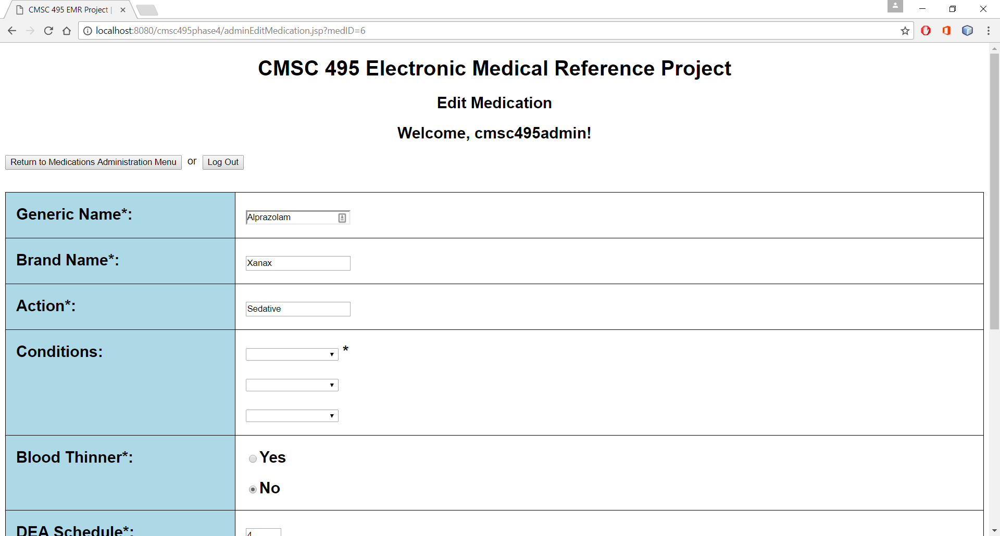 CMSC 495 EMR Project |
localhost:8080/cmsc495phase4/adminEditMedication.jsp?medID=6
CMSC 495 Electronic Medical Reference Project
Edit Medication
Welcome, cmsc495admin!
Return to Medications Administration Menu or Log Out
Generic Name*: Alprazolam
Brand Name*: Xanax
Action*: Sedative
Conditions: *
Blood Thinner*: Yes
No
DEA Schedule*: 4